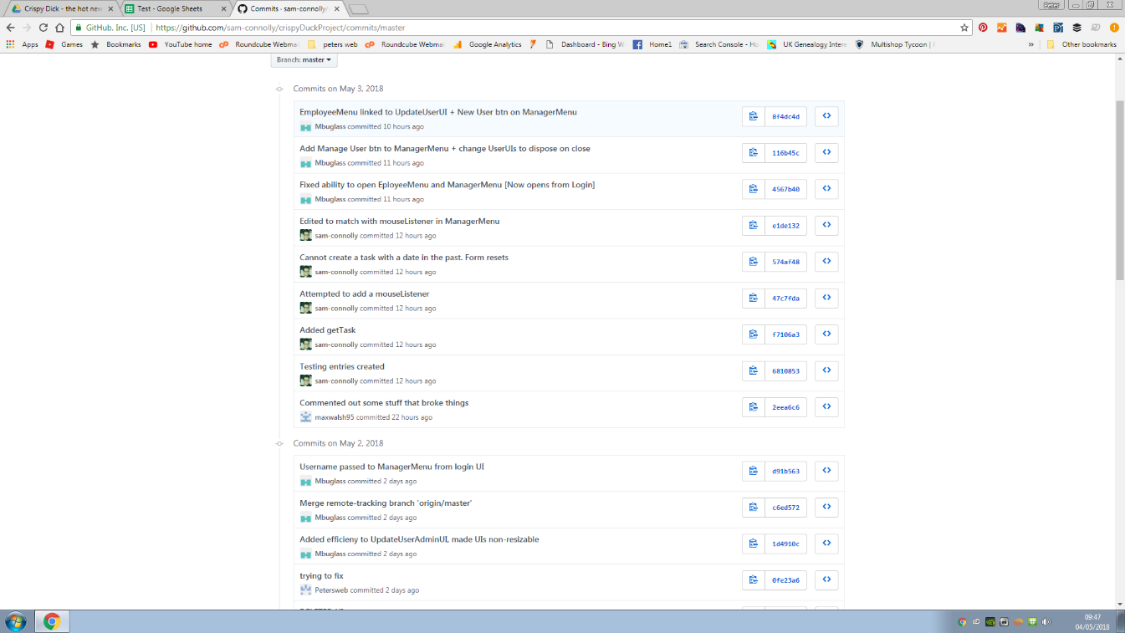 Crispy Dick - the hot new
Test - Google Sheets
Commits · sam-connolly/
GitHub, Inc. [US]
https://github.com/sam-connolly/crispyDuckProject/commits/master
Apps
Games
Bookmarks
YouTube home
Roundcube Webma
peters web
Roundcube Webma
Google Analytics
Dashboard - Bing W
Home1
Search Console - Ho
UK Genealogy Inter
Multishop Tycoon |
»
Other bookmarks
Branch: master
Commits on May 3, 2018
EmployeeMenu linked to UpdateUserUI + New User btn on ManagerMenu
Mbuglass committed 10 hours ago
8f4dc4d
Add Manage User btn to ManagerMenu + change UserUIs to dispose on close
Mbuglass committed 11 hours ago
116b45c
Fixed ability to open EployeeMenu and ManagerMenu [Now opens from Login]
Mbuglass committed 11 hours ago
4567b40
Edited to match with mouseListener in ManagerMenu
sam-connolly committed 12 hours ago
e1de132
Cannot create a task with a date in the past. Form resets
sam-connolly committed 12 hours ago
574af48
Attempted to add a mouseListener
sam-connolly committed 12 hours ago
47c7fda
Added getTask
sam-connolly committed 12 hours ago
f7106a3
Testing entries created
sam-connolly committed 12 hours ago
6810853
Commented out some stuff that broke things
maxwalsh95 committed 22 hours ago
2eea6c6
Commits on May 2, 2018
Username passed to ManagerMenu from login UI
Mbuglass committed 2 days ago
d91b563
Merge remote-tracking branch 'origin/master'
Mbuglass committed 2 days ago
c6ed572
Added efficieny to UpdateUserAdminUI, made UIs non-resizable
Mbuglass committed 2 days ago
1d4910c
trying to fix
Petersweb committed 2 days ago
0fe23a6
09:47
04/05/2018